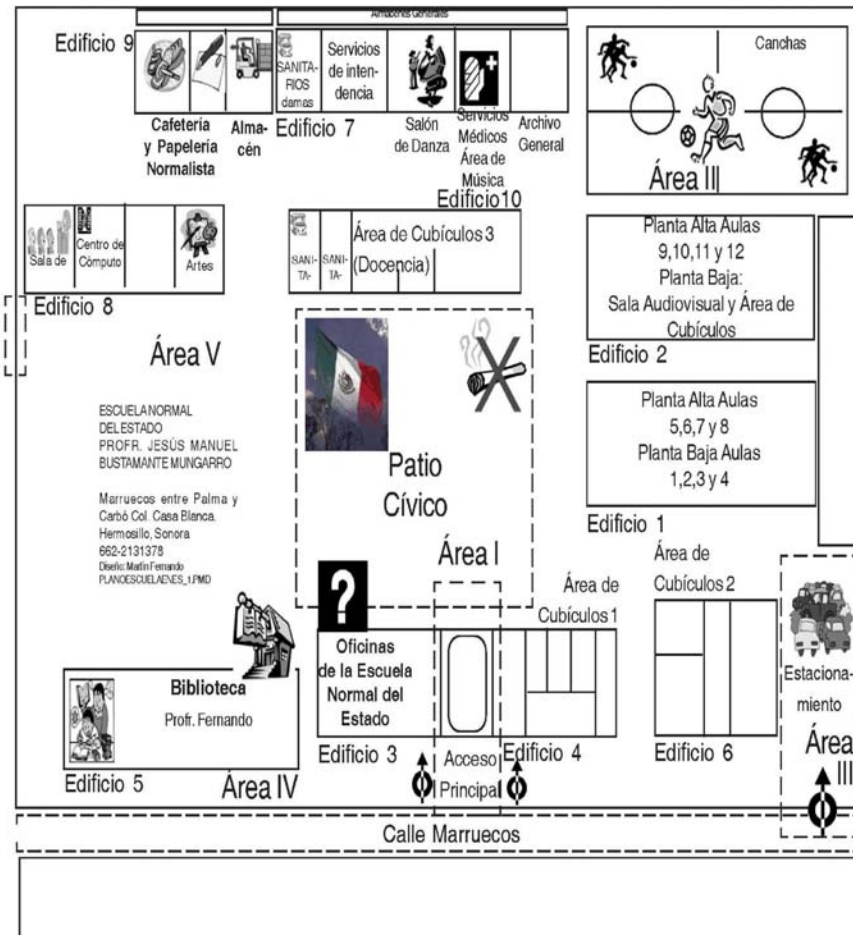 Almacenes Generales
Edificio 9
SANITA-
RIOS
damas
Servicios
de inten-
dencia
Canchas
Cafetería
y Papelería
Normalista
Alma-
cén
Edificio 7
Salón
de Danza
Servicios
Médicos
Área de
Música
Archivo
General
Área II
Edificio10
Sala de
Centro de
Cómputo
Artes
Edificio 8
SANI-
TA-
SANI-
TA-
Área de Cubículos 3
(Docencia)
Planta Alta Aulas
9,10,11 y 12
Planta Baja:
Sala Audiovisual y Área de
Cubículos
Edificio 2
Área V
ESCUELA NORMAL
DEL ESTADO
PROFR. JESÚS MANUEL
BUSTAMANTE MUNGARRO
Marruecos entre Palma y
Carbó Col. Casa Blanca.
Hermosillo, Sonora
662-2131378
Diseño: Martín Fernando
PLANOESCUELAENES_1.PMD
Patio
Cívico
Área I
Planta Alta Aulas
5,6,7 y 8
Planta Baja Aulas
1,2,3 y 4
Edificio 1
Área de
Cubículos 2
Área de
Cubículos 1
?
Oficinas
de la Escuela
Normal del
Estado
Edificio 3
Acceso
Principal
Edificio 4
Edificio 6
Estaciona-
miento
Área
III
Biblioteca
Profr. Fernando
Edificio 5
Área IV
Calle Marruecos